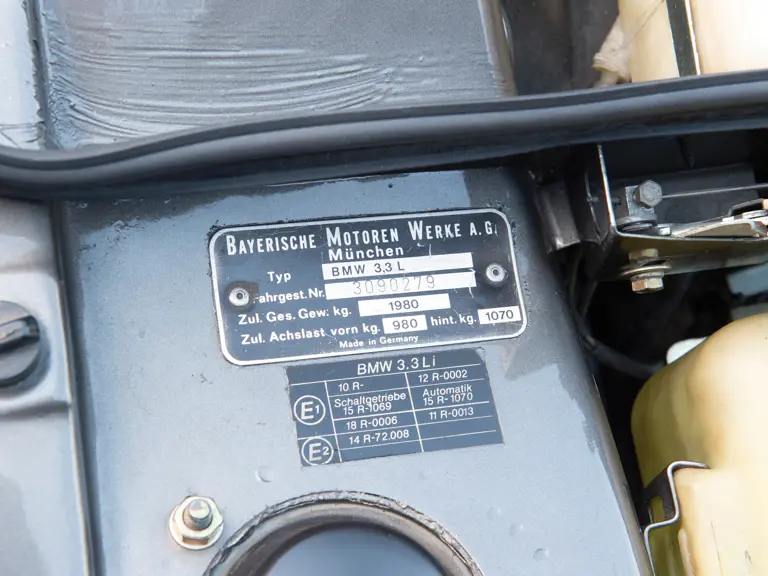 BAYERISCHE MOTOREN WERKE A.G.
München
Typ BMW 3.3 L
Fahrgest.Nr. 3090279
Zul. Ges. Gew. kg. 1980
Zul. Achslast vorn kg. 980 hint. kg. 1070
Made in Germany
BMW 3.3 Li
E1 10 R- 12 R-0002
Schaltgetriebe Automatik
15 R-1069 15 R-1070
18 R-0006 11 R-0013
E2 14 R-72.008